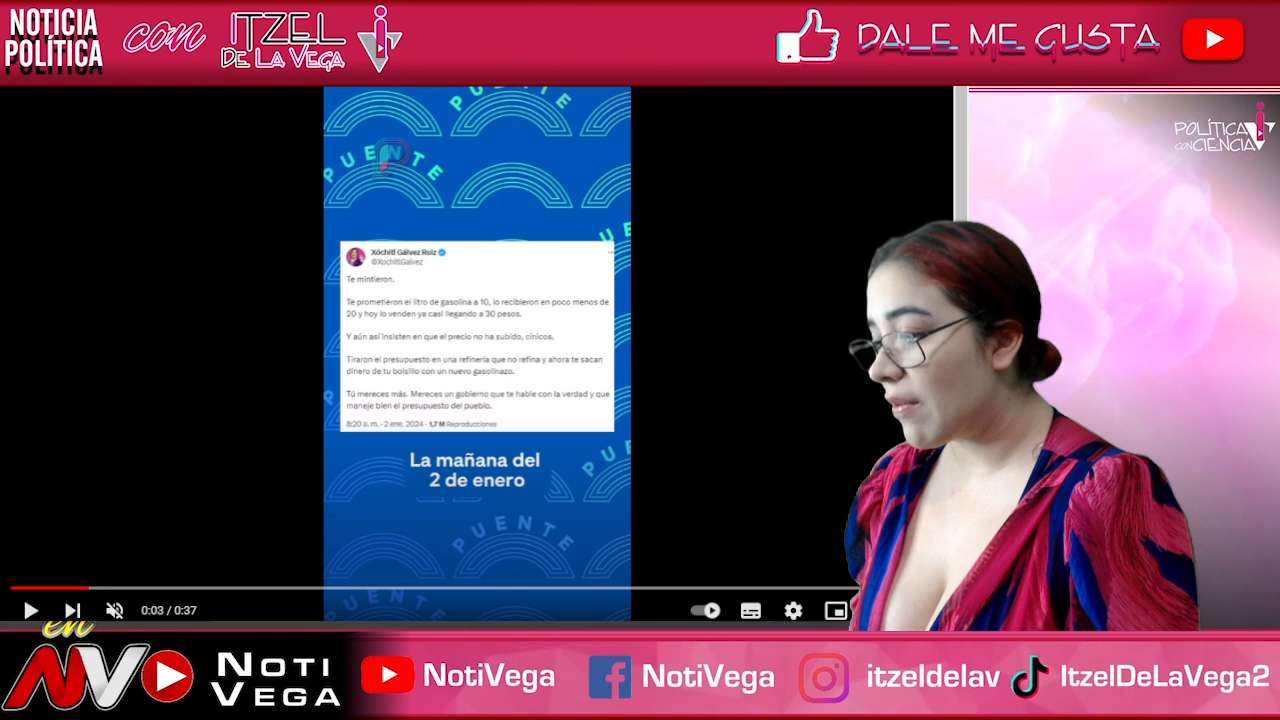 NOTICIA
POLÍTICA
con
ITZEL
DE LA VEGA
DALE ME GUSTA
POLÍTICA
CON CIENCIA
PUENTE
PUENTE
Xóchitl Gálvez Ruiz
@XochitlGalvez
Te mintieron.
Te prometieron el litro de gasolina a 10, lo recibieron en poco menos de
20 y hoy lo venden ya casi llegando a 30 pesos.
Y aún así insisten en que el precio no ha subido, cínicos.
Tiraron el presupuesto en una refinería que no refina y ahora te sacan
dinero de tu bolsillo con un nuevo gasolinazo.
Tú mereces más. Mereces un gobierno que te hable con la verdad y que
maneje bien el presupuesto del pueblo.
8:20 a. m. · 2 ene. 2024 · 1,7 M Reproducciones
La mañana del
2 de enero
PUENTE
PUENTE
0:03 / 0:37
en
NV
NOTI
VEGA
NotiVega
NotiVega
itzeldelav
ItzelDeLaVega2